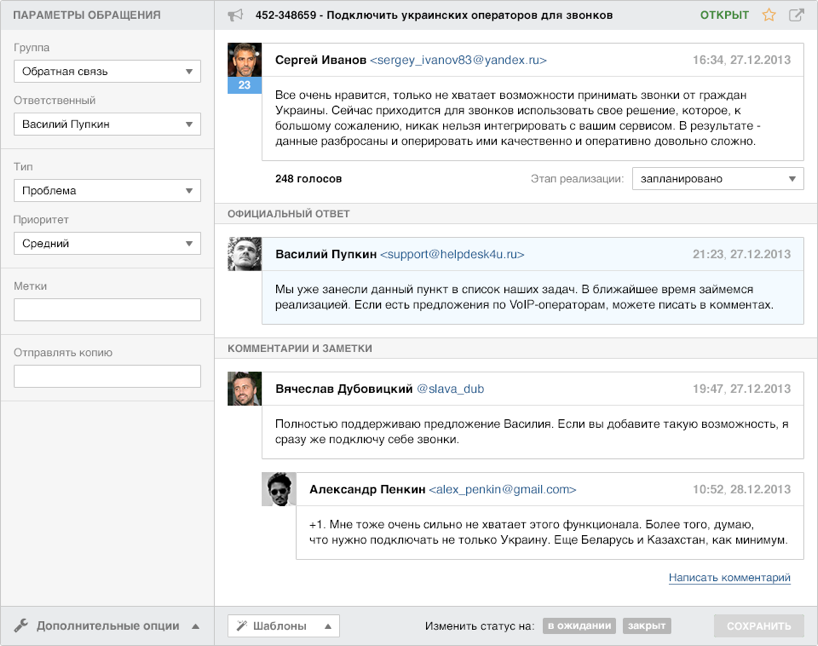 ПАРАМЕТРЫ ОБРАЩЕНИЯ
Группа
Обратная связь
Ответственный
Василий Пупкин
Тип
Проблема
Приоритет
Средний
Метки
Отправлять копию
Дополнительные опции
452-348659 - Подключить украинских операторов для звонков
ОТКРЫТ
Сергей Иванов <sergey_ivanov83@yandex.ru>
16:34, 27.12.2013
23
Все очень нравится, только не хватает возможности принимать звонки от граждан
Украины. Сейчас приходится для звонков использовать свое решение, которое, к
большому сожалению, никак нельзя интегрировать с вашим сервисом. В результате -
данные разбросаны и оперировать ими качественно и оперативно довольно сложно.
248 голосов
Этап реализации:
запланировано
ОФИЦИАЛЬНЫЙ ОТВЕТ
Василий Пупкин <support@helpdesk4u.ru>
21:23, 27.12.2013
Мы уже занесли данный пункт в список наших задач. В ближайшее время займемся
реализацией. Если есть предложения по VoIP-операторам, можете писать в комментах.
КОММЕНТАРИИ И ЗАМЕТКИ
Вячеслав Дубовицкий @slava_dub
19:47, 27.12.2013
Полностью поддерживаю предложение Василия. Если вы добавите такую возможность, я
сразу же подключу себе звонки.
Александр Пенкин <alex_penkin@gmail.com>
10:52, 28.12.2013
+1. Мне тоже очень сильно не хватает этого функционала. Более того, думаю,
что нужно подключать не только Украину. Еще Беларусь и Казахстан, как минимум.
Написать комментарий
Шаблоны
Изменить статус на:
в ожидании
закрыт
СОХРАНИТЬ